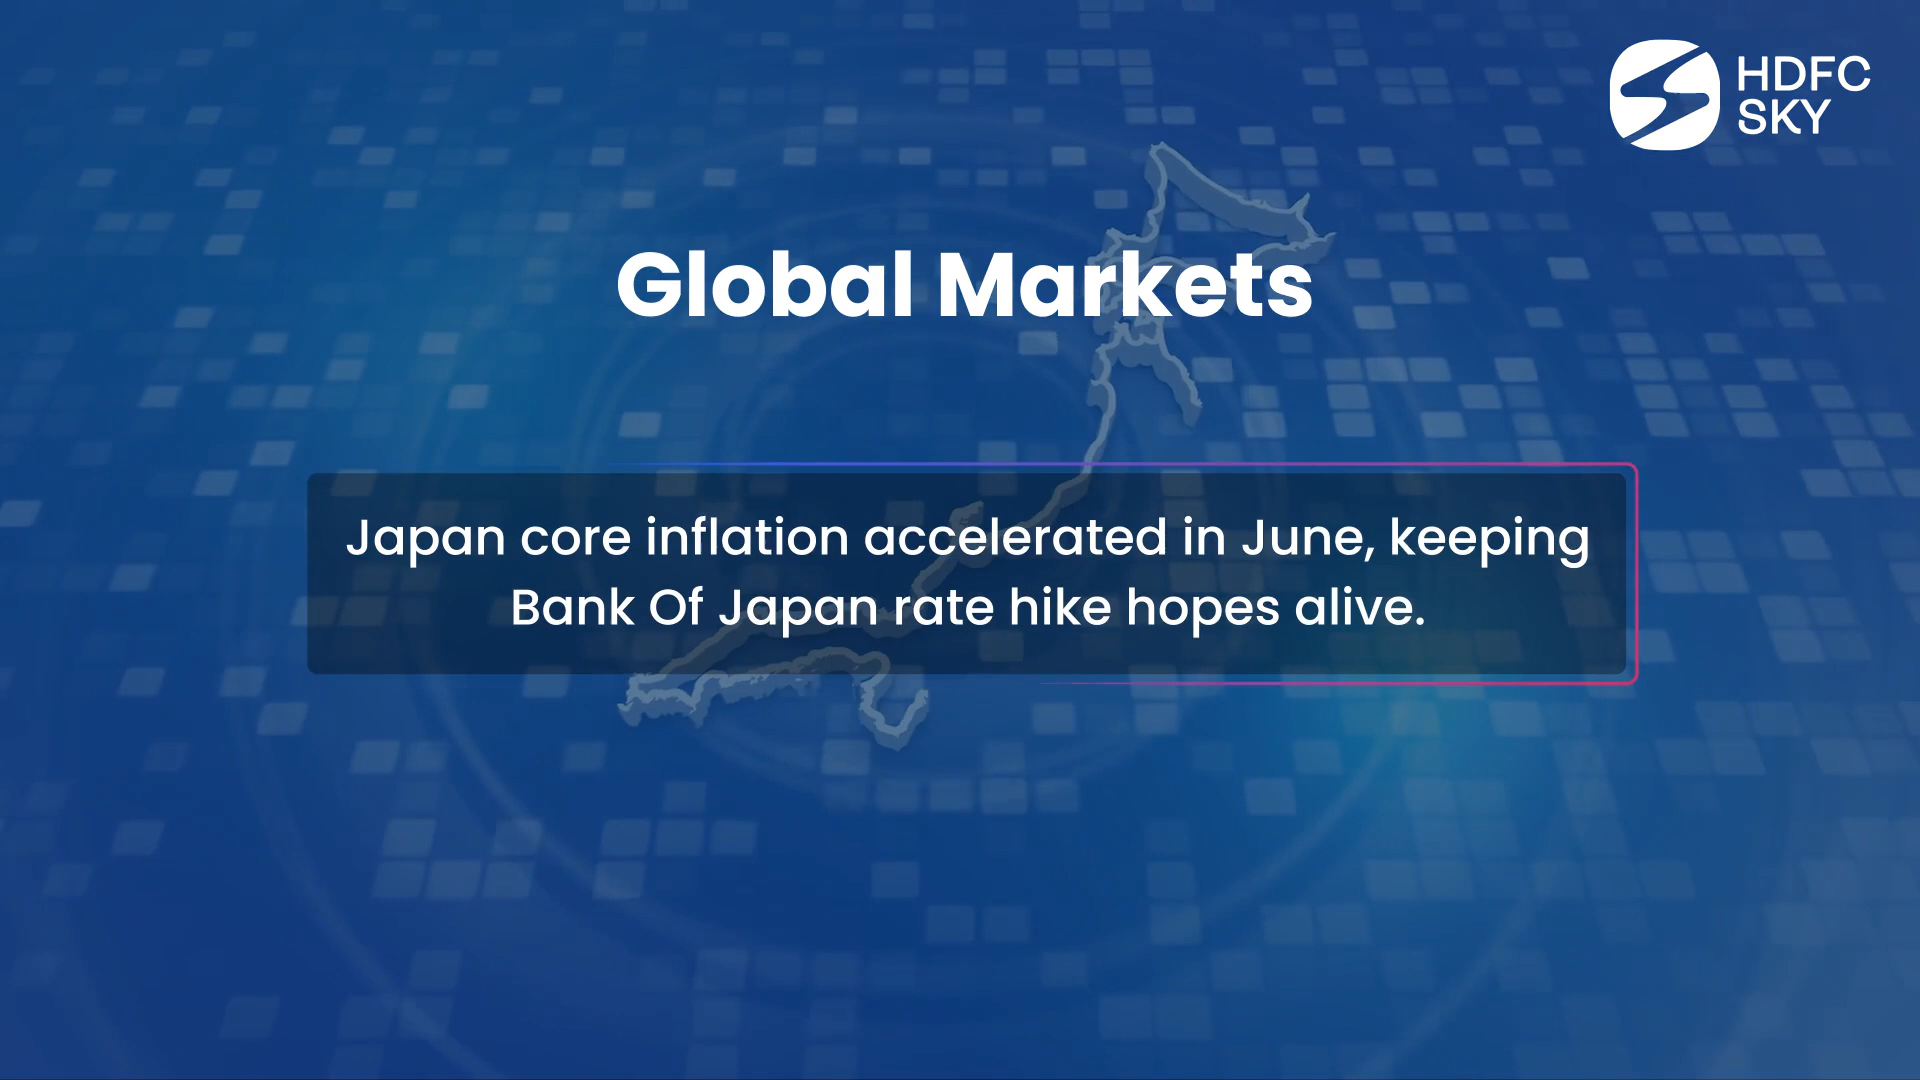 HDFC
SKY
Global Markets
Japan core inflation accelerated in June, keeping
Bank Of Japan rate hike hopes alive.